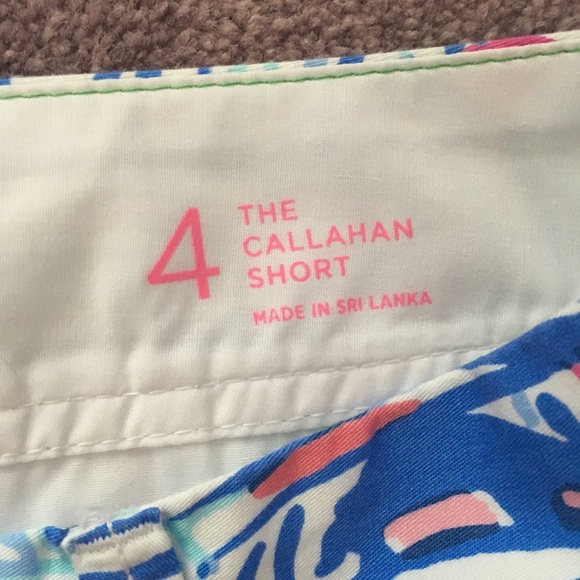 4
THE
CALLAHAN
SHORT
MADE IN SRI LANKA